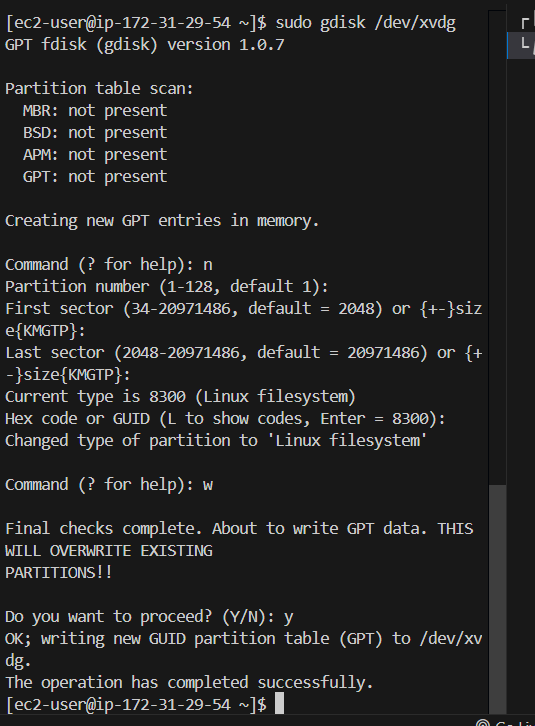 [ec2-user@ip-172-31-29-54 ~]$ sudo gdisk /dev/xvdg
GPT fdisk (gdisk) version 1.0.7
Partition table scan:
  MBR: not present
  BSD: not present
  APM: not present
  GPT: not present
Creating new GPT entries in memory.
Command (? for help): n
Partition number (1-128, default 1):
First sector (34-20971486, default = 2048) or {+-}siz
e{KMGTP}:
Last sector (2048-20971486, default = 20971486) or {+
-}size{KMGTP}:
Current type is 8300 (Linux filesystem)
Hex code or GUID (L to show codes, Enter = 8300):
Changed type of partition to 'Linux filesystem'
Command (? for help): w
Final checks complete. About to write GPT data. THIS
WILL OVERWRITE EXISTING
PARTITIONS!!
Do you want to proceed? (Y/N): y
OK; writing new GUID partition table (GPT) to /dev/xv
dg.
The operation has completed successfully.
[ec2-user@ip-172-31-29-54 ~]$